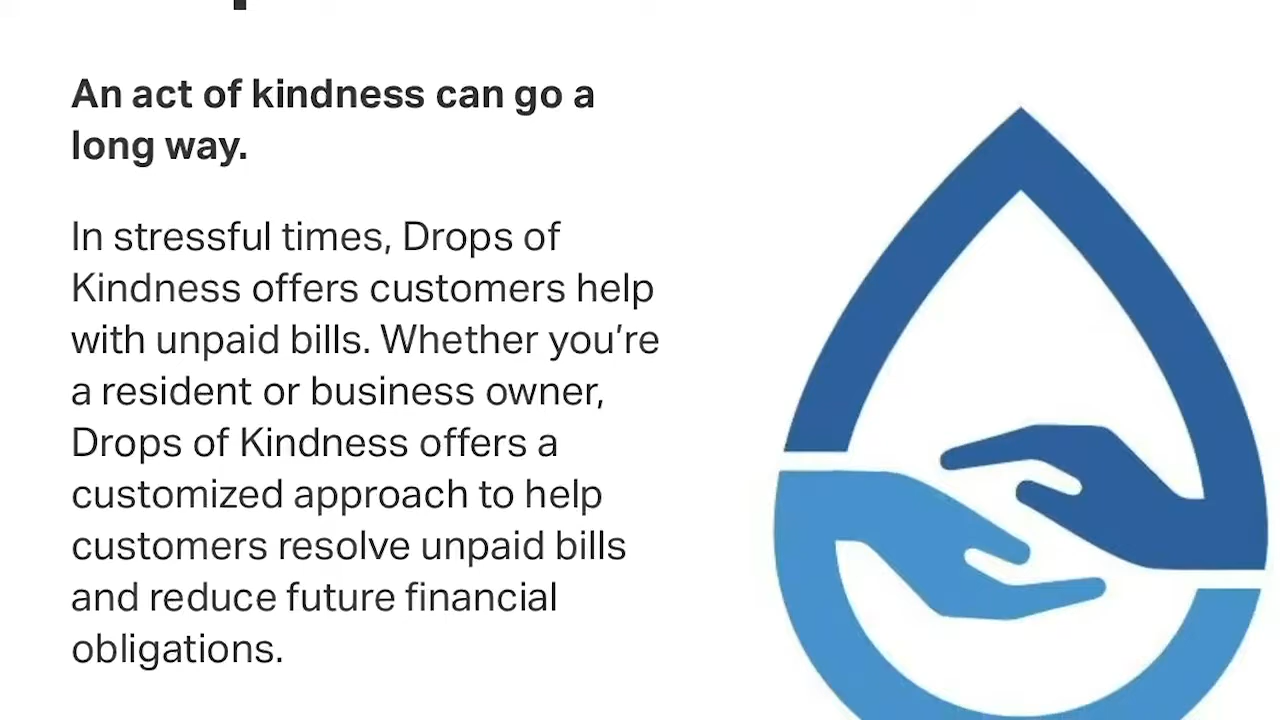 An act of kindness can go a
long way.
In stressful times, Drops of
Kindness offers customers help
with unpaid bills. Whether you’re
a resident or business owner,
Drops of Kindness offers a
customized approach to help
customers resolve unpaid bills
and reduce future financial
obligations.